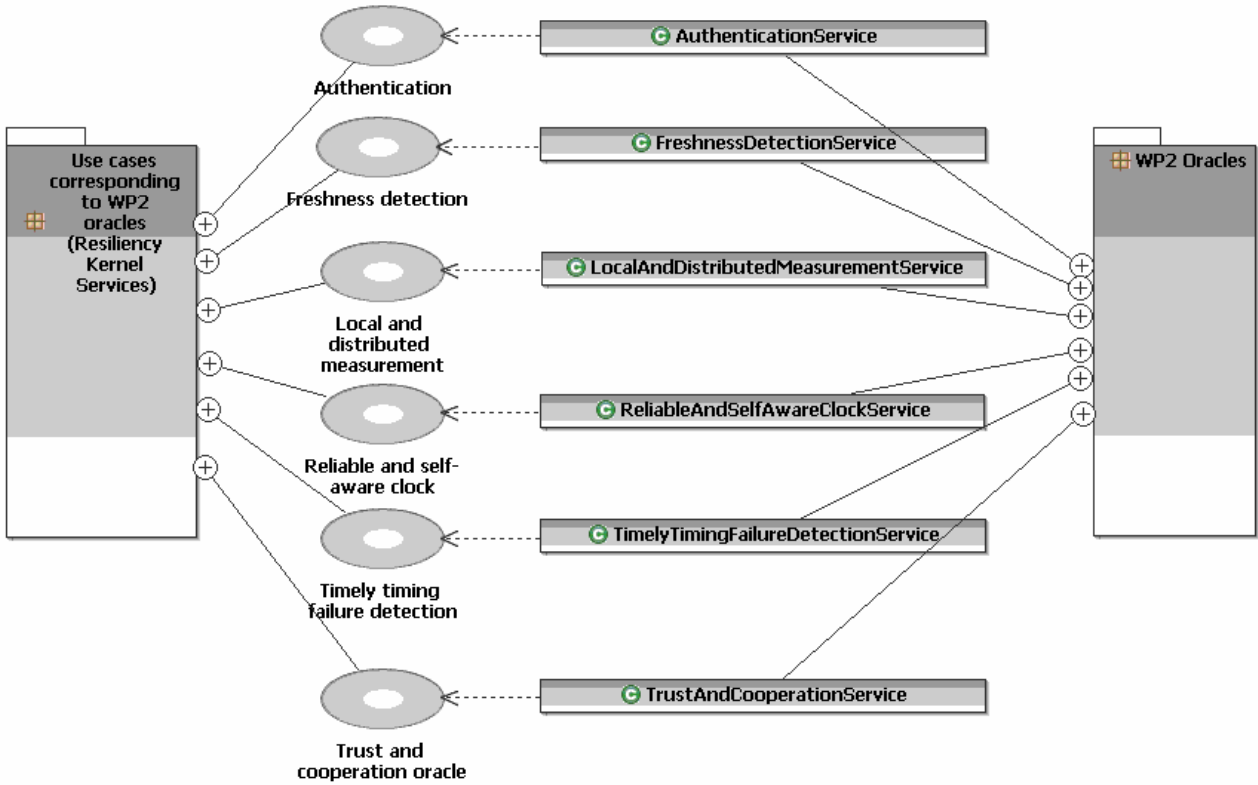 AuthenticationService
Authentication
FreshnessDetectionService
Freshness detection
Use cases
corresponding
to WP2
oracles
(Resiliency
Kernel
Services)
WP2 Oracles
LocalAndDistributedMeasurementService
Local and
distributed
measurement
ReliableAndSelfAwareClockService
Reliable and self-
aware clock
TimelyTimingFailureDetectionService
Timely timing
failure detection
TrustAndCooperationService
Trust and
cooperation oracle